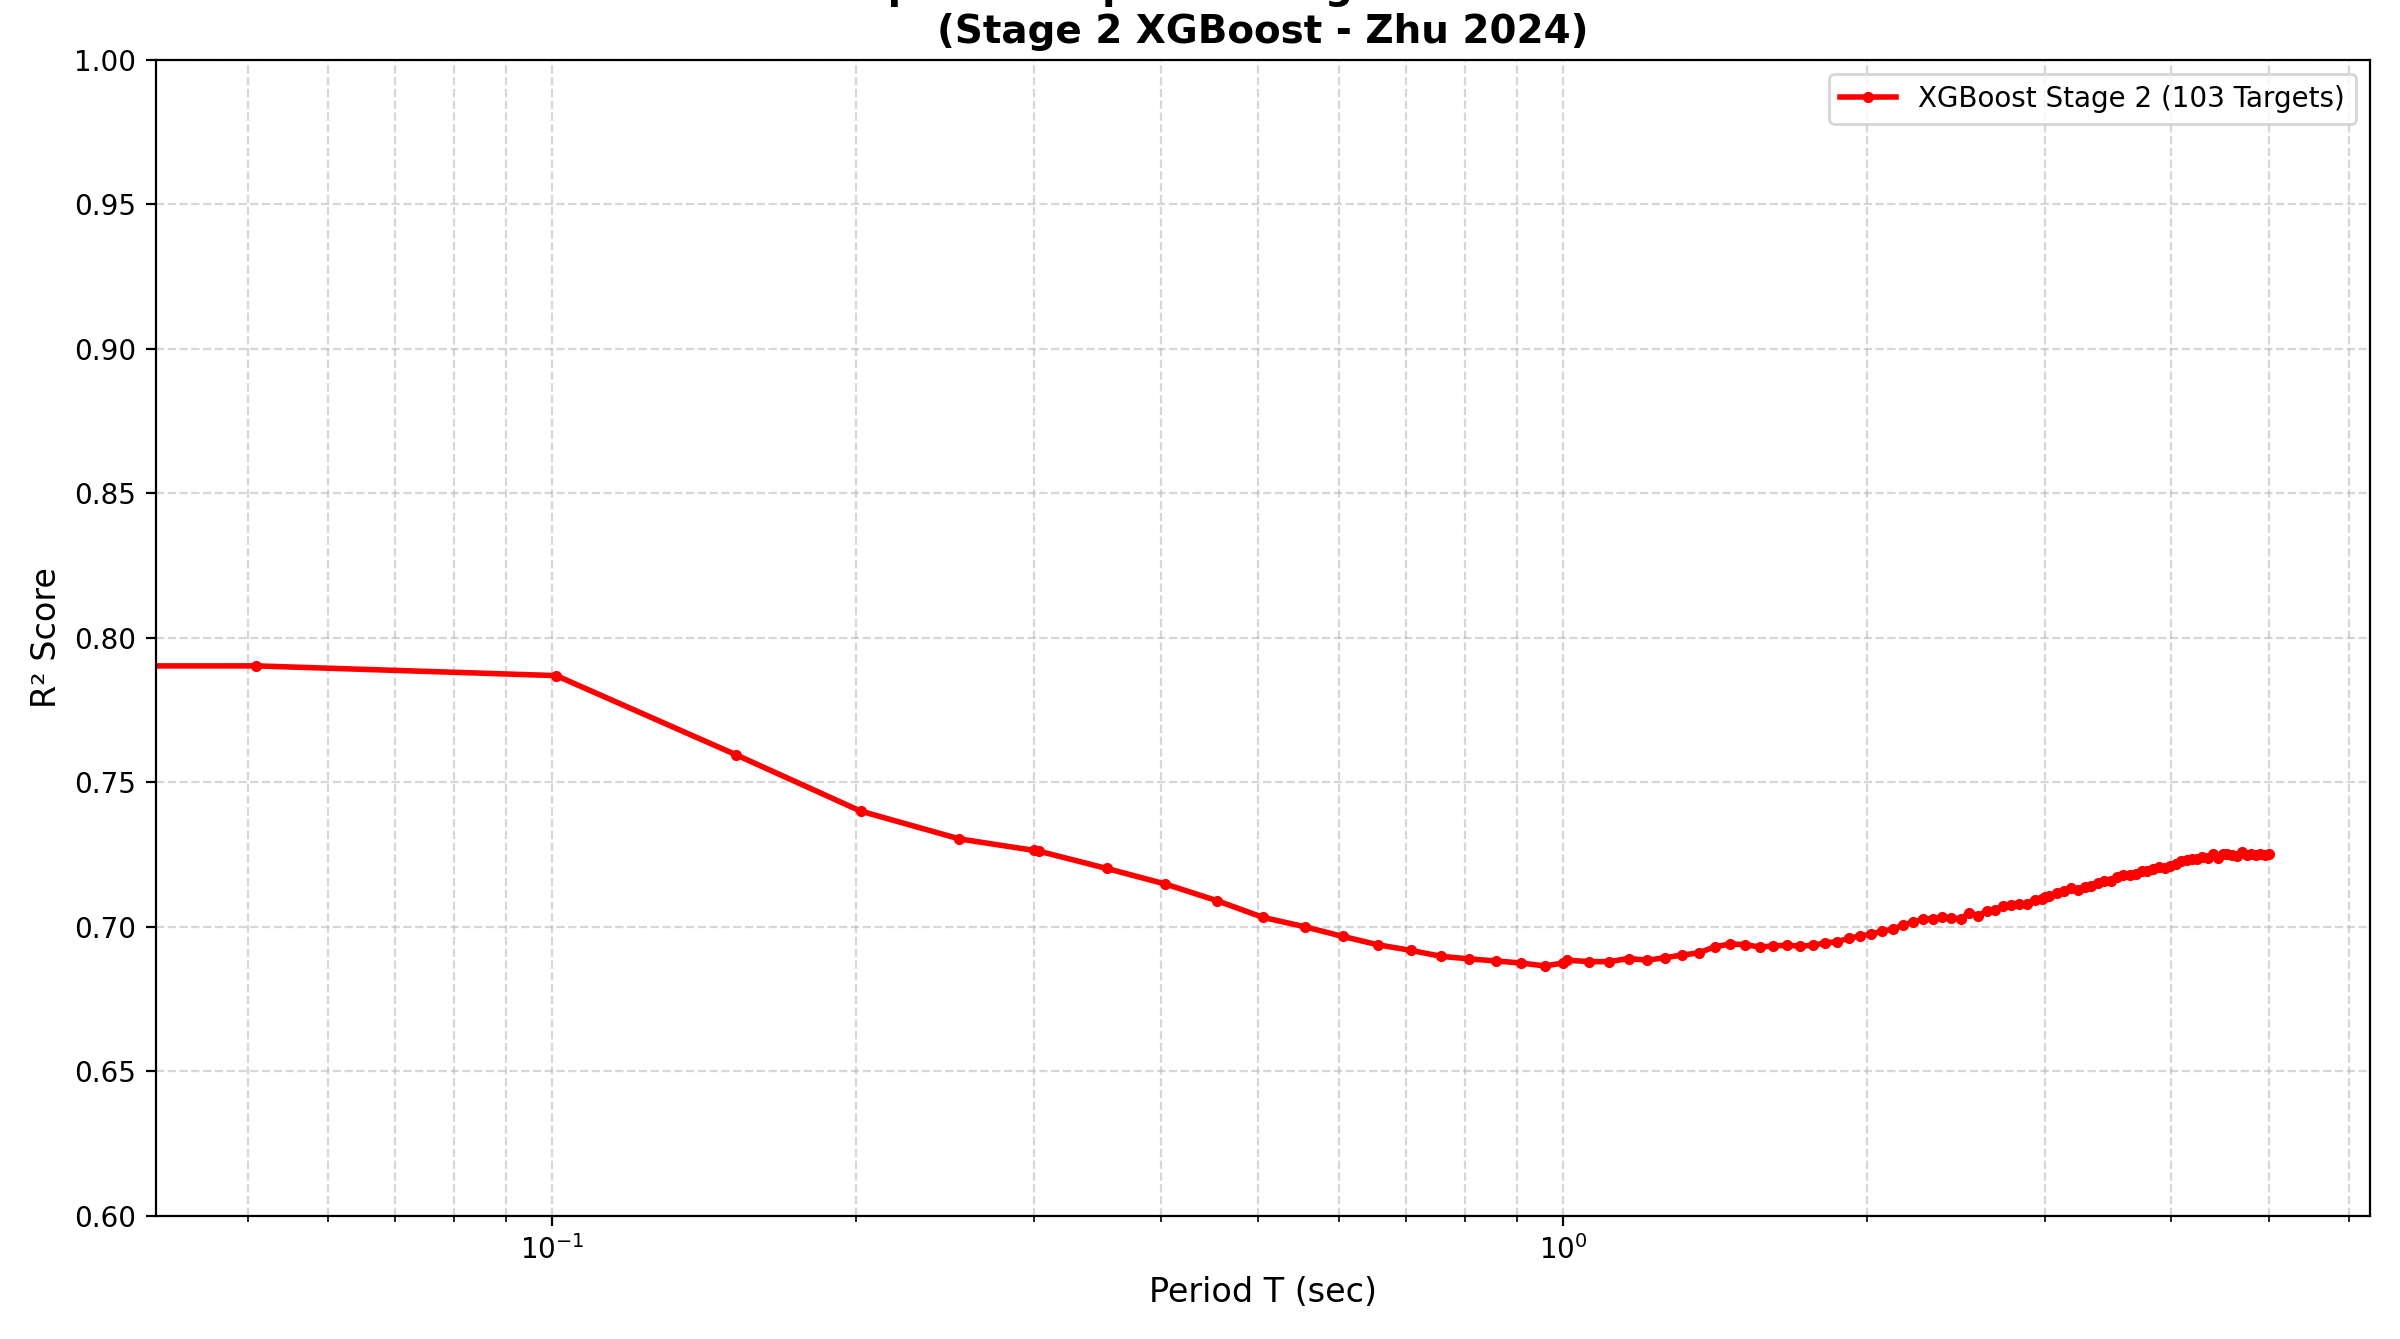 (Stage 2 XGBoost - Zhu 2024)
1.00
XGBoost Stage 2 (103 Targets)
0.95
0.90
0.85
0.80
R² Score
0.75
0.70
0.65
0.60
10⁻¹
10⁰
Period T (sec)